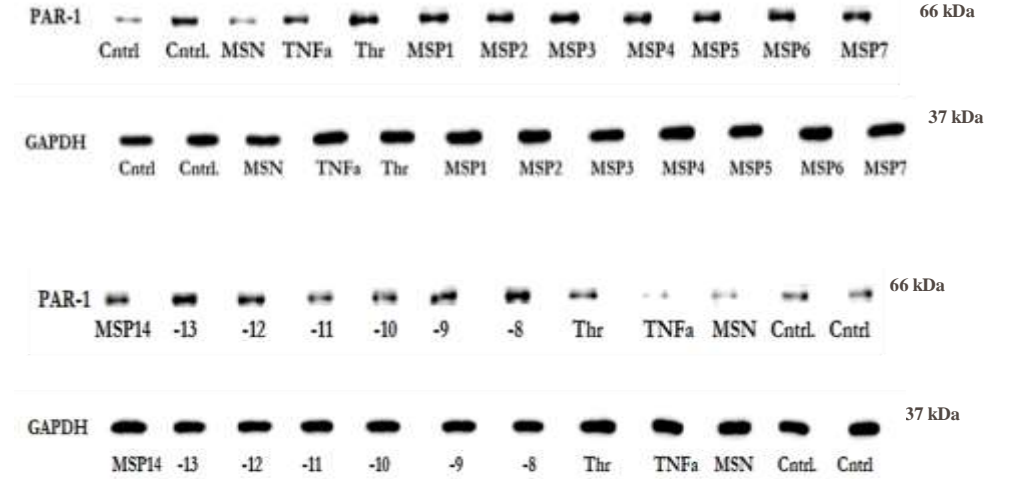 PAR-1 66 kDa
Cntrl Cntrl. MSN TNFa Thr MSP1 MSP2 MSP3 MSP4 MSP5 MSP6 MSP7
37 kDa
GAPDH
Cntrl Cntrl. MSN TNFa Thr MSP1 MSP2 MSP3 MSP4 MSP5 MSP6 MSP7
PAR-1 66 kDa
MSP14 -13 -12 -11 -10 -9 -8 Thr TNFa MSN Cntrl. Cntrl
GAPDH 37 kDa
MSP14 -13 -12 -11 -10 -9 -8 Thr TNFa MSN Cntrl. Cntrl